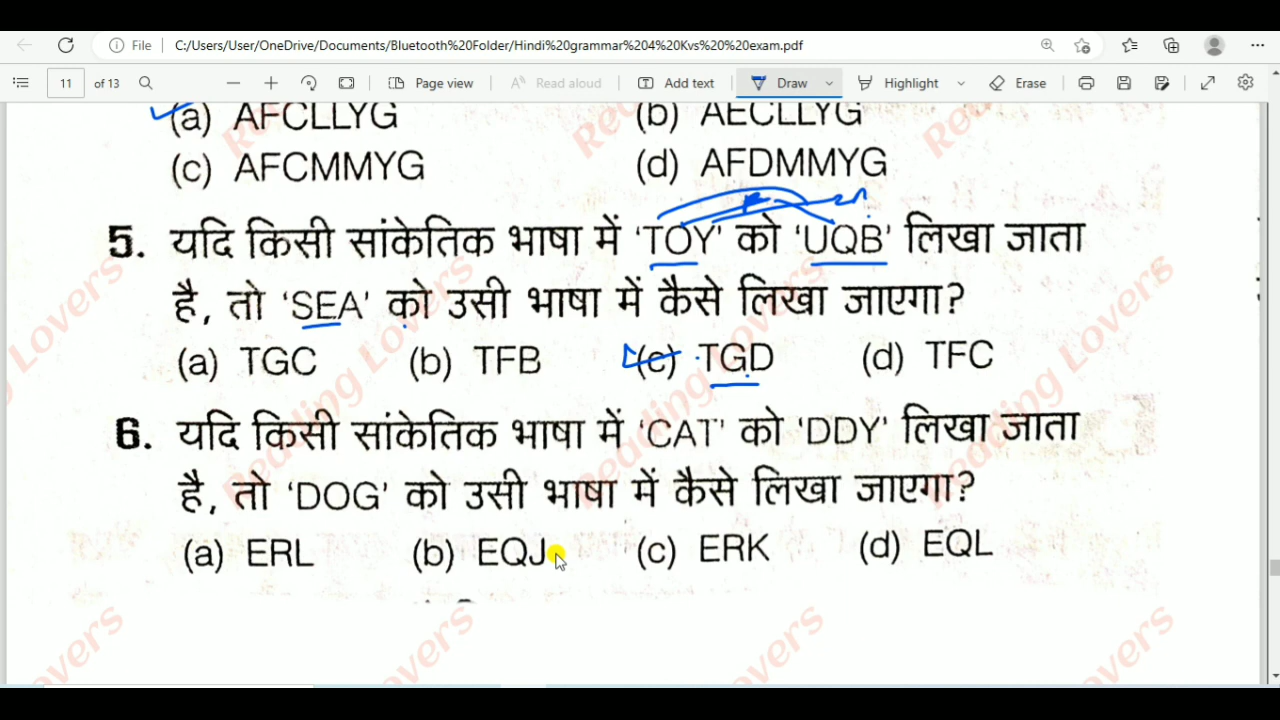 File C:/Users/User/OneDrive/Documents/Bluetooth%20Folder/Hindi%20grammar%204%20Kvs%20%20exam.pdf
11 of 13 Page view Read aloud Add text Draw Highlight Erase
(a) AFCLLYG (b) AECLLYG
(c) AFCMMYG (d) AFDMMYG
5. यदि किसी सांकेतिक भाषा में 'TOY' को 'UQB' लिखा जाता
है, तो 'SEA' को उसी भाषा में कैसे लिखा जाएगा?
(a) TGC (b) TFB (c) TGD (d) TFC
6. यदि किसी सांकेतिक भाषा में 'CAT' को 'DDY' लिखा जाता
है, तो 'DOG' को उसी भाषा में कैसे लिखा जाएगा?
(a) ERL (b) EQJ (c) ERK (d) EQL
Reading Lovers